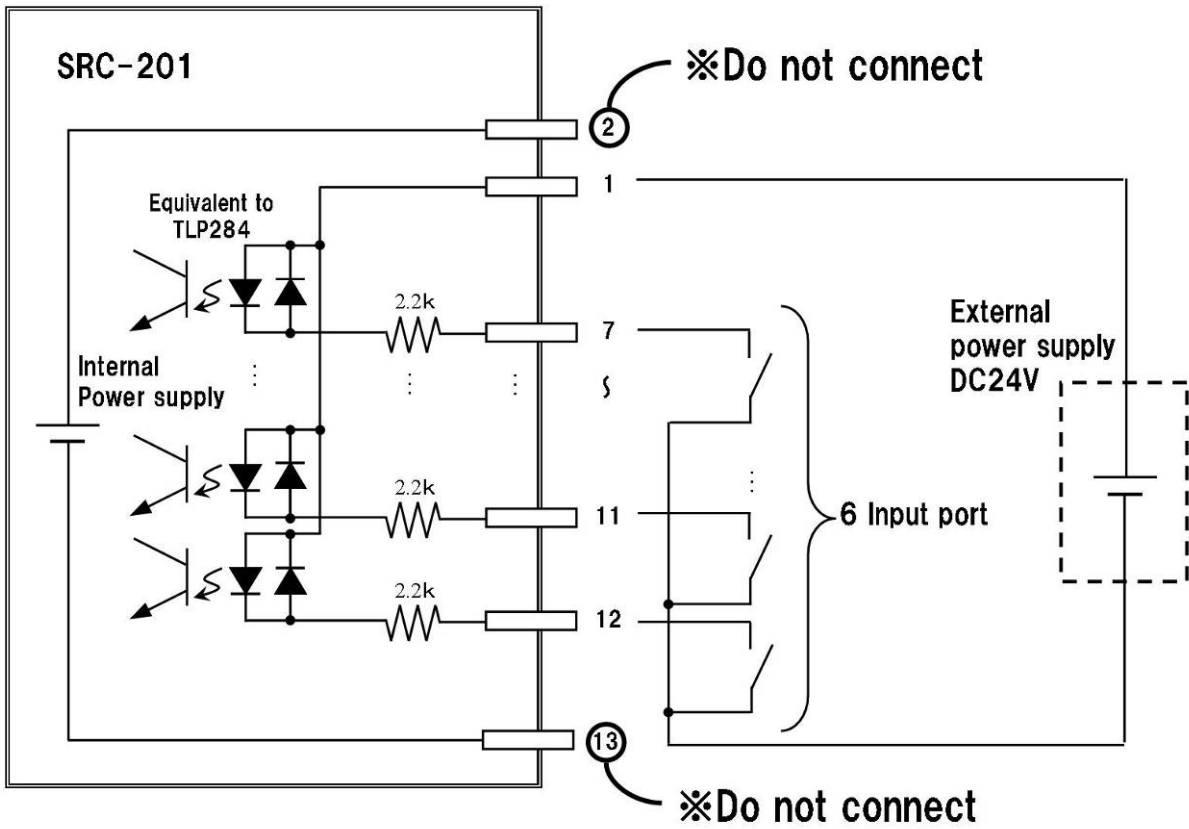 SRC-201
※Do not connect
2
1
Equivalent to
TLP284
2.2k
7
Internal
Power supply
External
power supply
DC24V
2.2k
11
6 Input port
2.2k
12
13
※Do not connect